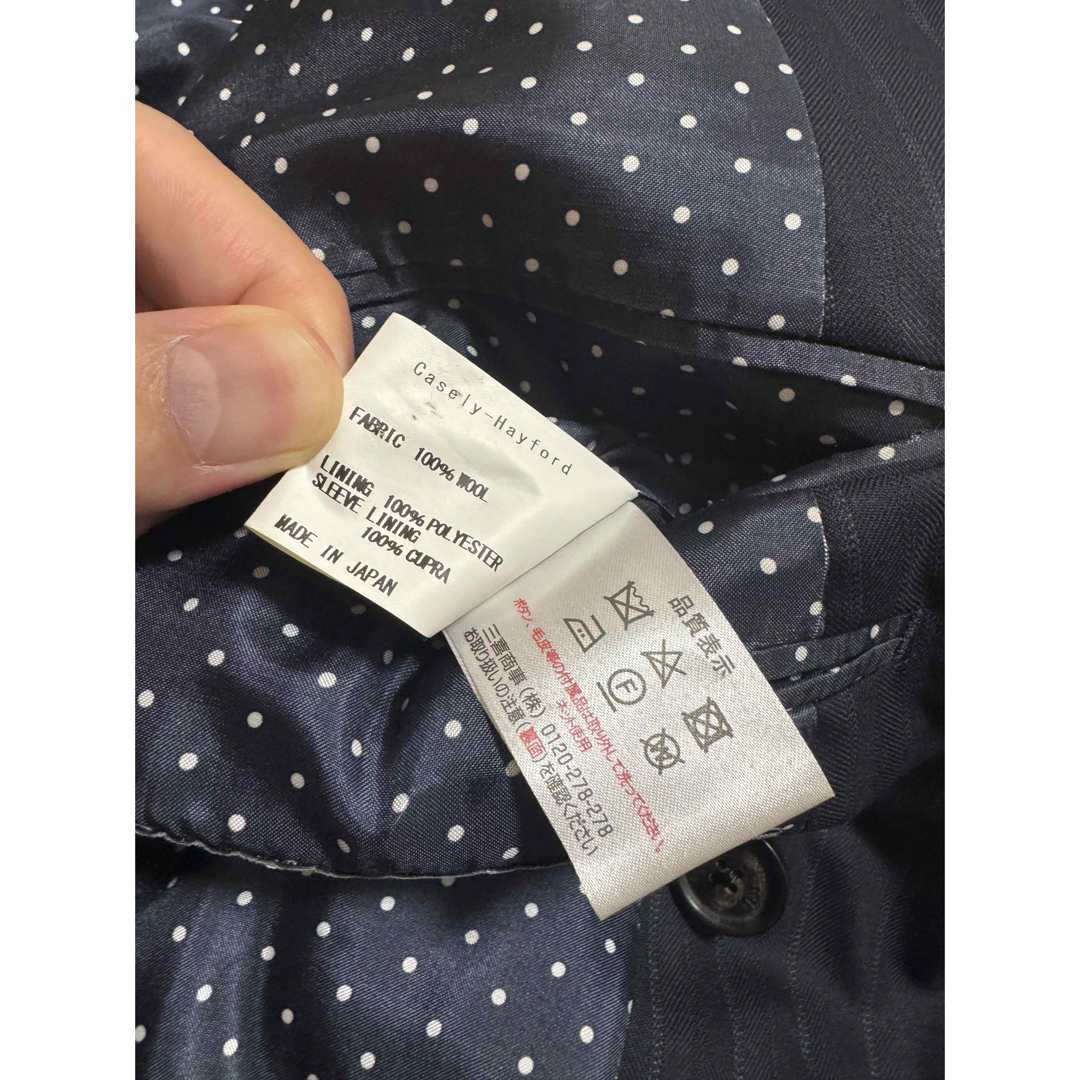 Casely-Hayford
FABRIC 100% WOOL
LINING 100% POLYESTER
SLEEVE LINING
100% CUPRA
MADE IN JAPAN
品質表示
F
ボタン、毛皮等の付属品は取り外して洗ってください。
ネット使用
三喜商事(株) 0120-278-278
お取り扱いの注意(裏面)を確認ください